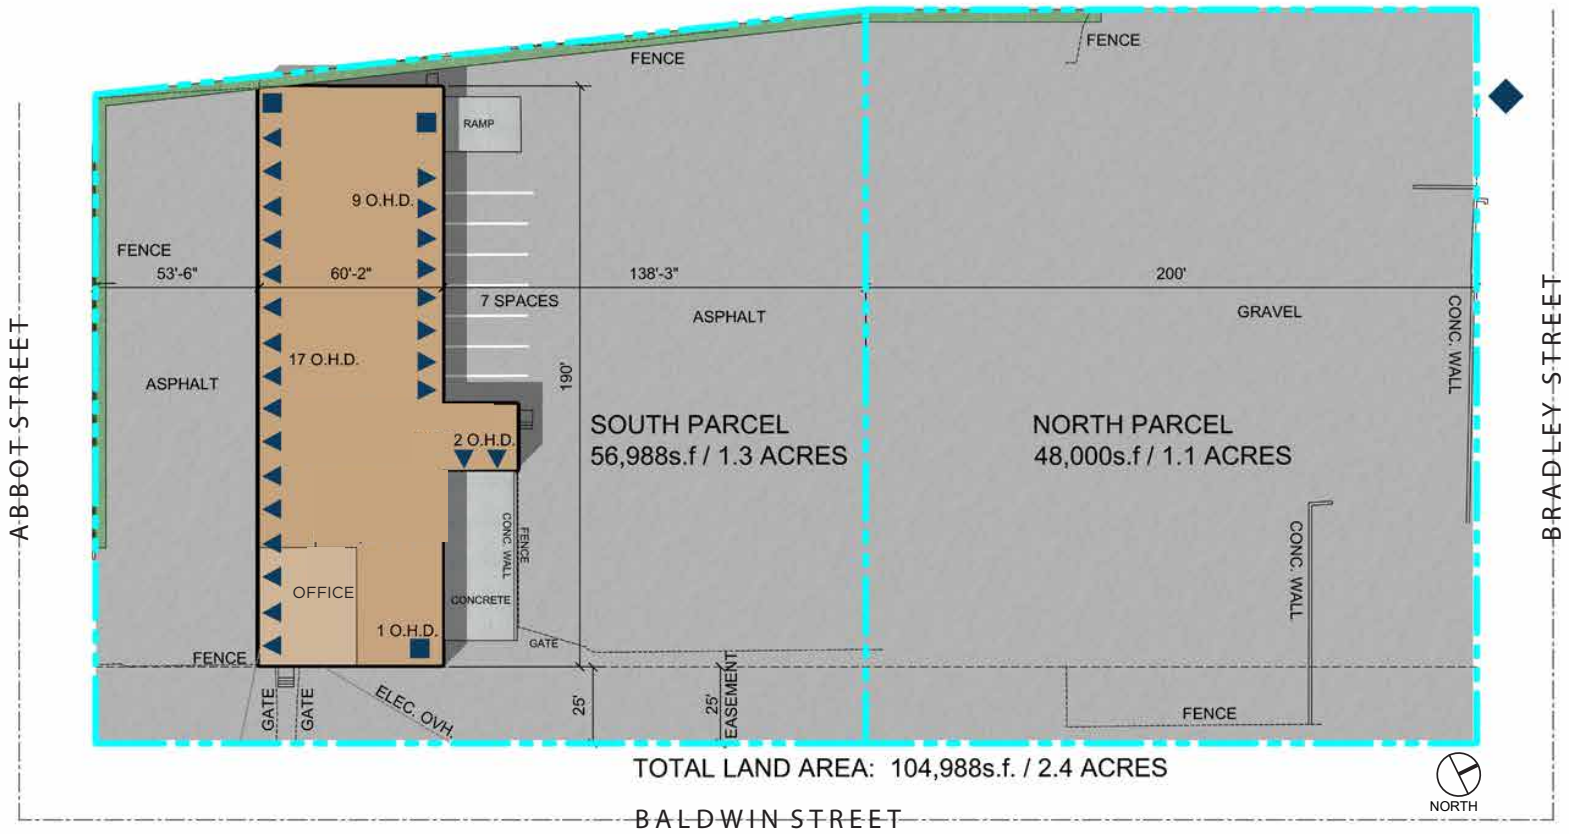 FENCE
FENCE
RAMP
9 O.H.D.
FENCE
53'-6"
60'-2"
138'-3"
200'
7 SPACES
ASPHALT
GRAVEL
CONC. WALL
17 O.H.D.
190'
ASPHALT
ABBOT STREET
BRADLEY STREET
SOUTH PARCEL
56,988s.f / 1.3 ACRES
NORTH PARCEL
48,000s.f / 1.1 ACRES
2 O.H.D.
CONC. WALL
FENCE
CONC. WALL
OFFICE
CONCRETE
1 O.H.D.
GATE
FENCE
GATE
GATE
ELEC. OVH.
25'
25'
EASEMENT
FENCE
TOTAL LAND AREA: 104,988s.f. / 2.4 ACRES
NORTH
BALDWIN STREET